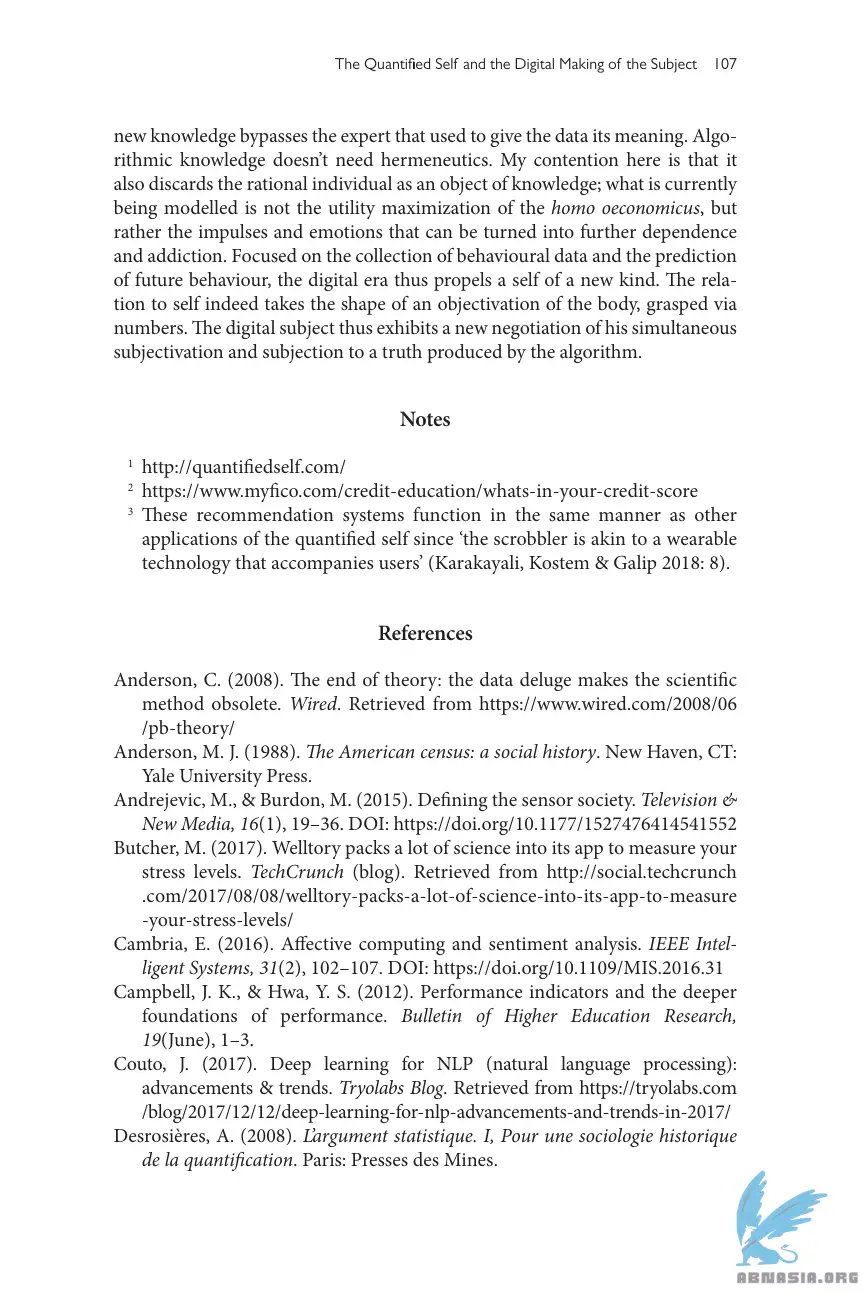 The Quantified Self and the Digital Making of the Subject 107
new knowledge bypasses the expert that used to give the data its meaning. Algo-
rithmic knowledge doesn’t need hermeneutics. My contention here is that it
also discards the rational individual as an object of knowledge; what is currently
being modelled is not the utility maximization of the homo oeconomicus, but
rather the impulses and emotions that can be turned into further dependence
and addiction. Focused on the collection of behavioural data and the prediction
of future behaviour, the digital era thus propels a self of a new kind. The rela-
tion to self indeed takes the shape of an objectivation of the body, grasped via
numbers. The digital subject thus exhibits a new negotiation of his simultaneous
subjectivation and subjection to a truth produced by the algorithm.
Notes
1 http://quantifiedself.com/
2 https://www.myfico.com/credit-education/whats-in-your-credit-score
3 These recommendation systems function in the same manner as other
applications of the quantified self since ‘the scrobbler is akin to a wearable
technology that accompanies users’ (Karakayali, Kostem & Galip 2018: 8).
References
Anderson, C. (2008). The end of theory: the data deluge makes the scientific
method obsolete. Wired. Retrieved from https://www.wired.com/2008/06
/pb-theory/
Anderson, M. J. (1988). The American census: a social history. New Haven, CT:
Yale University Press.
Andrejevic, M., & Burdon, M. (2015). Defining the sensor society. Television &
New Media, 16(1), 19–36. DOI: https://doi.org/10.1177/1527476414541552
Butcher, M. (2017). Welltory packs a lot of science into its app to measure your
stress levels. TechCrunch (blog). Retrieved from http://social.techcrunch
.com/2017/08/08/welltory-packs-a-lot-of-science-into-its-app-to-measure
-your-stress-levels/
Cambria, E. (2016). Affective computing and sentiment analysis. IEEE Intel-
ligent Systems, 31(2), 102–107. DOI: https://doi.org/10.1109/MIS.2016.31
Campbell, J. K., & Hwa, Y. S. (2012). Performance indicators and the deeper
foundations of performance. Bulletin of Higher Education Research,
19(June), 1–3.
Couto, J. (2017). Deep learning for NLP (natural language processing):
advancements & trends. Tryolabs Blog. Retrieved from https://tryolabs.com
/blog/2017/12/12/deep-learning-for-nlp-advancements-and-trends-in-2017/
Desrosières, A. (2008). L’argument statistique. I, Pour une sociologie historique
de la quantification. Paris: Presses des Mines.
ABNASIA.ORG